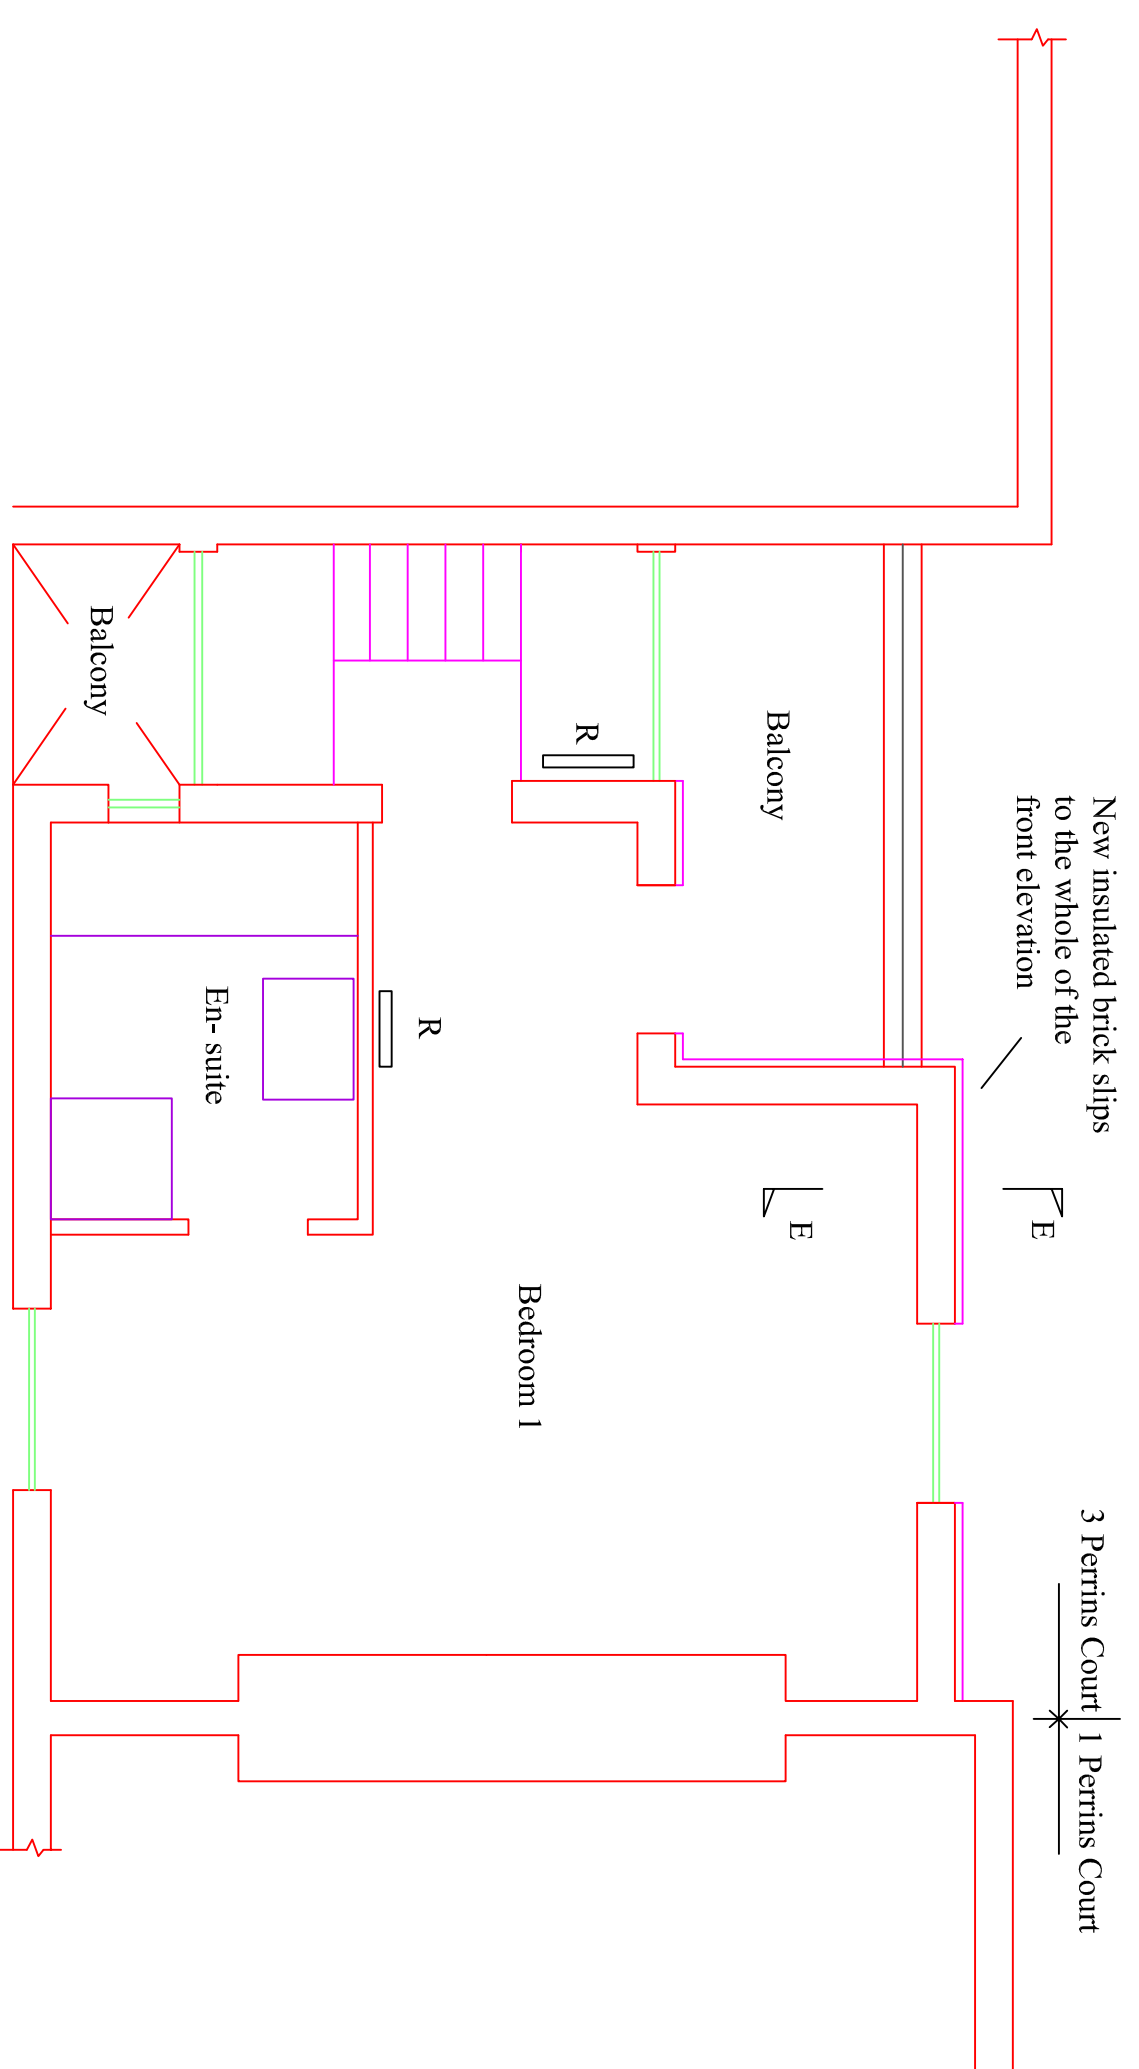 New insulated brick slips
to the whole of the
front elevation
3 Perrins Court
1 Perrins Court
E
E
Balcony
R
Bedroom 1
R
En- suite
Balcony